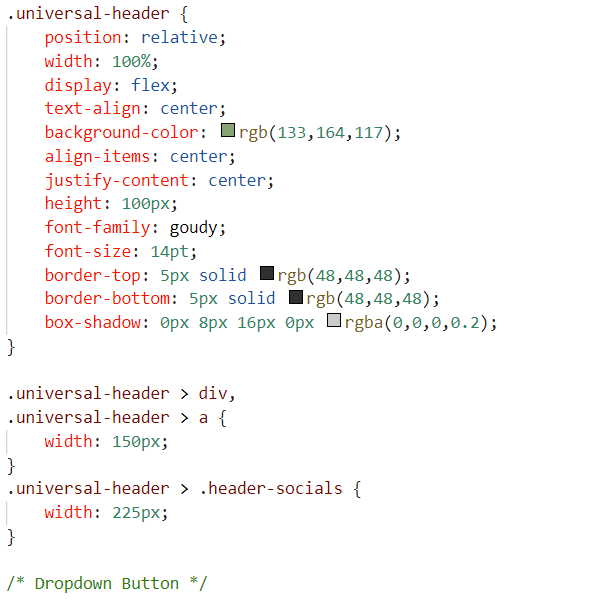 .universal-header {
    position: relative;
    width: 100%;
    display: flex;
    text-align: center;
    background-color: rgb(133,164,117);
    align-items: center;
    justify-content: center;
    height: 100px;
    font-family: goudy;
    font-size: 14pt;
    border-top: 5px solid rgb(48,48,48);
    border-bottom: 5px solid rgb(48,48,48);
    box-shadow: 0px 8px 16px 0px rgba(0,0,0,0.2);
}
.universal-header > div,
.universal-header > a {
    width: 150px;
}
.universal-header > .header-socials {
    width: 225px;
}
/* Dropdown Button */